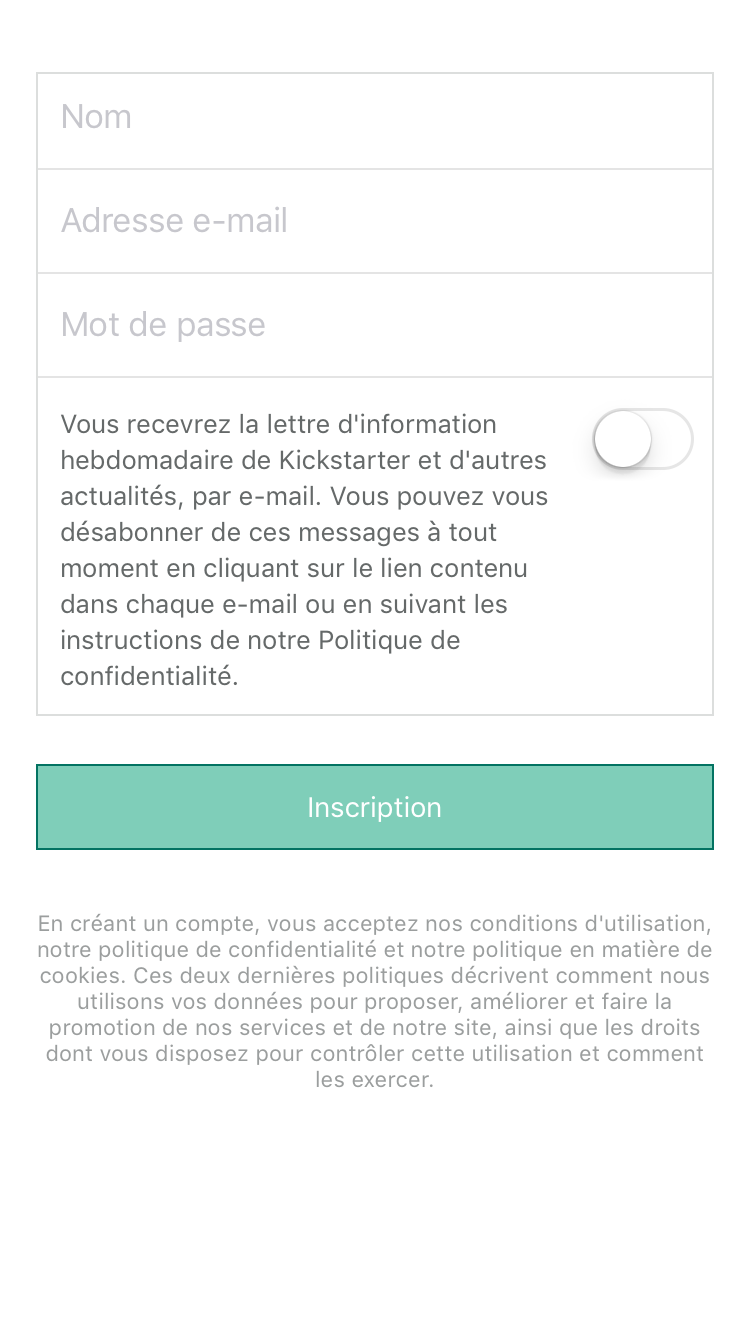 Nom
Adresse e-mail
Mot de passe
Vous recevrez la lettre d'information
hebdomadaire de Kickstarter et d'autres
actualités, par e-mail. Vous pouvez vous
désabonner de ces messages à tout
moment en cliquant sur le lien contenu
dans chaque e-mail ou en suivant les
instructions de notre Politique de
confidentialité.
Inscription
En créant un compte, vous acceptez nos conditions d'utilisation,
notre politique de confidentialité et notre politique en matière de
cookies. Ces deux dernières politiques décrivent comment nous
utilisons vos données pour proposer, améliorer et faire la
promotion de nos services et de notre site, ainsi que les droits
dont vous disposez pour contrôler cette utilisation et comment
les exercer.